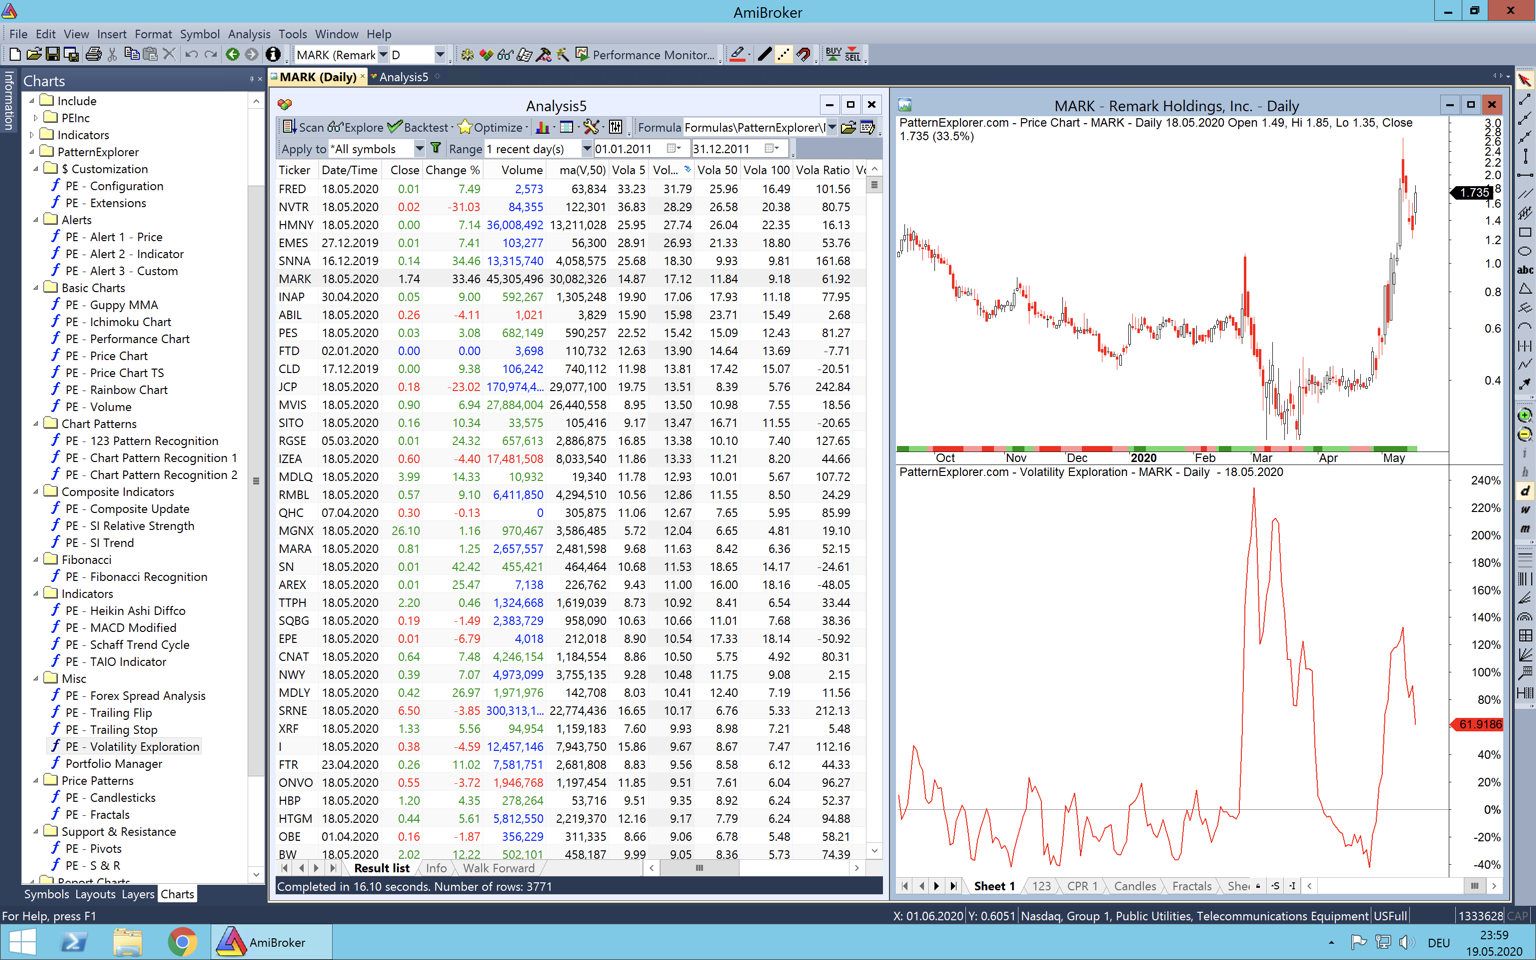 AmiBroker
File Edit View Insert Format Symbol Analysis Tools Window Help
MARK (Remark D Performance Monitor... BUY SELL
Information
Charts
Include
PEInc
Indicators
PatternExplorer
$ Customization
PE - Configuration
PE - Extensions
Alerts
PE - Alert 1 - Price
PE - Alert 2 - Indicator
PE - Alert 3 - Custom
Basic Charts
PE - Guppy MMA
PE - Ichimoku Chart
PE - Performance Chart
PE - Price Chart
PE - Price Chart TS
PE - Rainbow Chart
PE - Volume
Chart Patterns
PE - 123 Pattern Recognition
PE - Chart Pattern Recognition 1
PE - Chart Pattern Recognition 2
Composite Indicators
PE - Composite Update
PE - SI Relative Strength
PE - SI Trend
Fibonacci
PE - Fibonacci Recognition
Indicators
PE - Heikin Ashi Diffco
PE - MACD Modified
PE - Schaff Trend Cycle
PE - TAIO Indicator
Misc
PE - Forex Spread Analysis
PE - Trailing Flip
PE - Trailing Stop
PE - Volatility Exploration
Portfolio Manager
Price Patterns
PE - Candlesticks
PE - Fractals
Support & Resistance
PE - Pivots
PE - S & R
Report Charts
Symbols Layouts Layers Charts
MARK (Daily) Analysis5
Analysis5
Scan Explore Backtest Optimize Formula Formulas\PatternExplorer\
Apply to *All symbols Range 1 recent day(s) 01.01.2011 31.12.2011
Ticker Date/Time Close Change % Volume ma(V,50) Vola 5 Vol... Vola 50 Vola 100 Vola Ratio Vc
FRED 18.05.2020 0.01 7.49 2,573 63,834 33.23 31.79 25.96 16.49 101.56
NVTR 18.05.2020 0.02 -31.03 84,355 122,301 36.83 28.29 26.58 20.38 80.75
HMNY 18.05.2020 0.00 7.14 36,008,492 13,211,028 25.95 27.74 26.04 22.35 16.13
EMES 27.12.2019 0.01 7.41 103,277 56,300 28.91 26.93 21.33 18.80 53.76
SNNA 16.12.2019 0.14 34.46 13,315,740 4,058,575 25.68 18.30 9.93 9.81 161.68
MARK 18.05.2020 1.74 33.46 45,305,496 30,082,326 14.87 17.12 11.84 9.18 61.92
INAP 30.04.2020 0.05 9.00 592,267 1,305,248 19.90 17.06 17.93 11.18 77.95
ABIL 18.05.2020 0.26 -4.11 1,021 3,829 15.90 15.98 23.71 15.49 2.68
PES 18.05.2020 0.03 3.08 682,149 590,257 22.52 15.42 15.09 12.43 81.27
FTD 02.01.2020 0.00 0.00 3,698 110,732 12.63 13.90 14.64 13.69 -7.71
CLD 17.12.2019 0.00 9.38 106,242 740,112 11.98 13.81 17.42 15.07 -20.51
JCP 18.05.2020 0.18 -23.02 170,974,4... 29,077,100 19.75 13.51 8.39 5.76 242.84
MVIS 18.05.2020 0.90 6.94 27,884,004 26,440,558 8.95 13.50 10.98 7.55 18.56
SITO 18.05.2020 0.16 10.34 33,575 105,416 9.17 13.47 16.71 11.55 -20.65
RGSE 05.03.2020 0.01 24.32 657,613 2,886,875 16.85 13.38 10.10 7.40 127.65
IZEA 18.05.2020 0.60 -4.40 17,481,508 8,033,540 11.86 13.33 11.21 8.20 44.66
MDLQ 18.05.2020 3.99 14.33 10,932 19,340 11.78 12.93 10.01 5.67 107.72
RMBL 18.05.2020 0.57 9.10 6,411,850 4,294,510 10.56 12.86 11.55 8.50 24.29
QHC 07.04.2020 0.30 -0.13 0 305,875 11.06 12.67 7.65 5.95 85.99
MGNX 18.05.2020 26.10 1.16 970,467 3,586,485 5.72 12.04 6.65 4.81 19.10
MARA 18.05.2020 0.81 1.25 2,657,557 2,481,598 9.68 11.63 8.42 6.36 52.15
SN 18.05.2020 0.01 42.42 455,421 464,464 10.68 11.53 18.65 14.17 -24.61
AREX 18.05.2020 0.01 25.47 7,138 226,762 9.43 11.00 16.00 18.16 -48.05
TTPH 18.05.2020 2.20 0.46 1,324,668 1,619,039 8.73 10.92 8.41 6.54 33.44
SQBG 18.05.2020 0.19 -1.49 2,383,729 958,090 10.63 10.66 11.01 7.68 38.36
EPE 18.05.2020 0.01 -6.79 4,018 212,018 8.90 10.54 17.33 18.14 -50.92
CNAT 18.05.2020 0.64 7.48 4,246,154 1,184,554 8.86 10.50 5.75 4.92 80.31
NWY 18.05.2020 0.39 7.07 4,973,099 3,755,135 9.28 10.48 11.75 9.08 2.15
MDLY 18.05.2020 0.42 26.97 1,971,976 142,708 8.03 10.41 12.40 7.19 11.56
SRNE 18.05.2020 6.50 -3.85 300,313,1... 22,774,436 16.65 10.17 6.76 5.33 212.13
XRF 18.05.2020 1.33 5.56 94,954 1,159,183 7.60 9.93 8.98 7.21 5.48
I 18.05.2020 0.38 -4.59 12,457,146 7,943,750 15.86 9.67 8.67 7.47 112.16
FTR 23.04.2020 0.26 11.02 7,581,751 2,681,808 8.83 9.56 8.58 6.12 44.33
ONVO 18.05.2020 0.55 -3.72 1,946,768 1,197,454 11.85 9.51 7.61 6.04 96.27
HBP 18.05.2020 1.20 4.35 278,264 53,716 9.51 9.35 8.92 6.24 52.37
HTGM 18.05.2020 0.44 5.61 5,812,550 2,219,370 12.16 9.17 7.79 6.24 94.88
OBE 01.04.2020 0.16 -1.87 356,229 311,335 8.66 9.06 6.78 5.48 58.21
BW 18.05.2020 2.02 12.22 502,101 458,187 9.99 9.05 8.36 5.73 74.39
Result list Info Walk Forward
Completed in 16.10 seconds. Number of rows: 3771
MARK - Remark Holdings, Inc. - Daily
PatternExplorer.com - Price Chart - MARK - Daily 18.05.2020 Open 1.49, Hi 1.85, Lo 1.35, Close
1.735 (33.5%)
3.0
2.8
2.6
2.4
2.2
2.0
1.8
1.735
1.6
1.4
1.2
1.0
0.8
0.6
0.4
Oct Nov Dec 2020 Feb Mar Apr May
PatternExplorer.com - Volatility Exploration - MARK - Daily - 18.05.2020
240%
220%
200%
180%
160%
140%
120%
100%
80%
61.9186
40%
20%
0%
-20%
-40%
Sheet 1 123 CPR 1 Candles Fractals Shee -S -I
abc
i
h
d
w
m
For Help, press F1
X: 01.06.2020 Y: 0.6051 Nasdaq, Group 1, Public Utilities, Telecommunications Equipment USFull 1333628 CAP
AmiBroker
DEU
23:59
19.05.2020